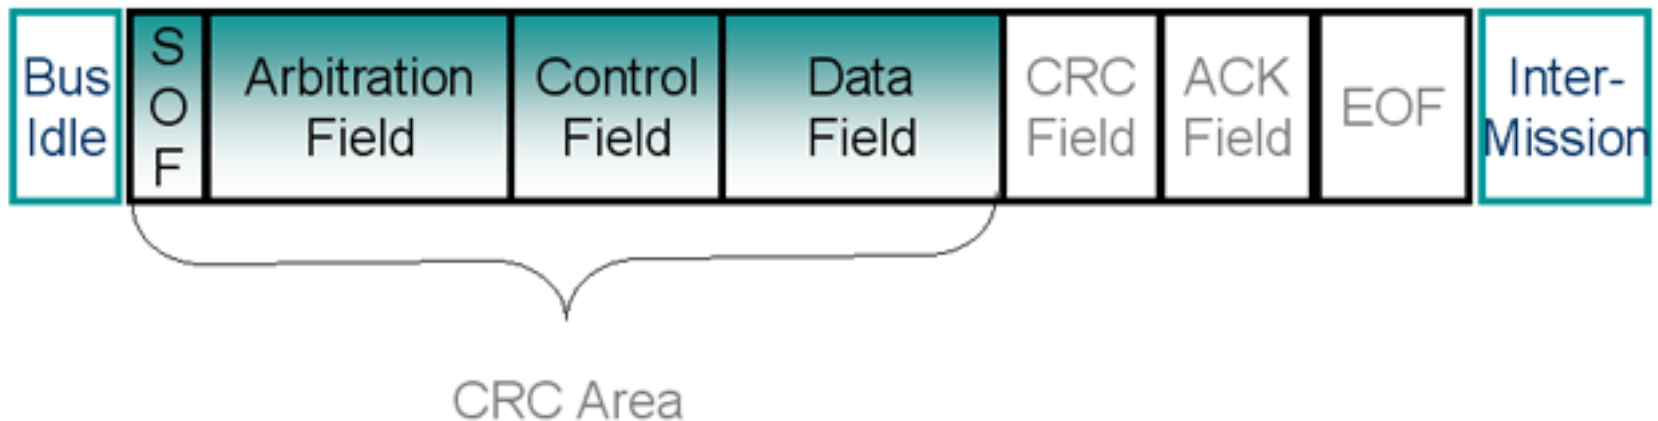 Bus
Idle
S
O
F
Arbitration
Field
Control
Field
Data
Field
CRC
Field
ACK
Field
EOF
Inter-
Mission
CRC Area